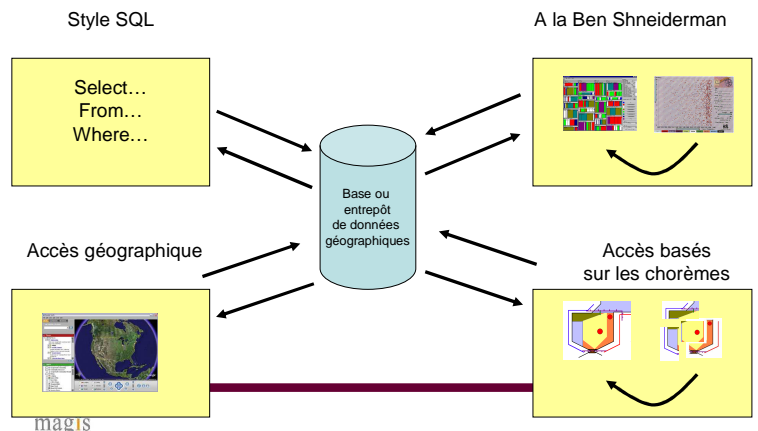 Style SQL
A la Ben Shneiderman
Select…
From…
Where…
Base ou
entrepôt
de données
géographiques
Accès géographique
Accès basés
sur les chorèmes
magis